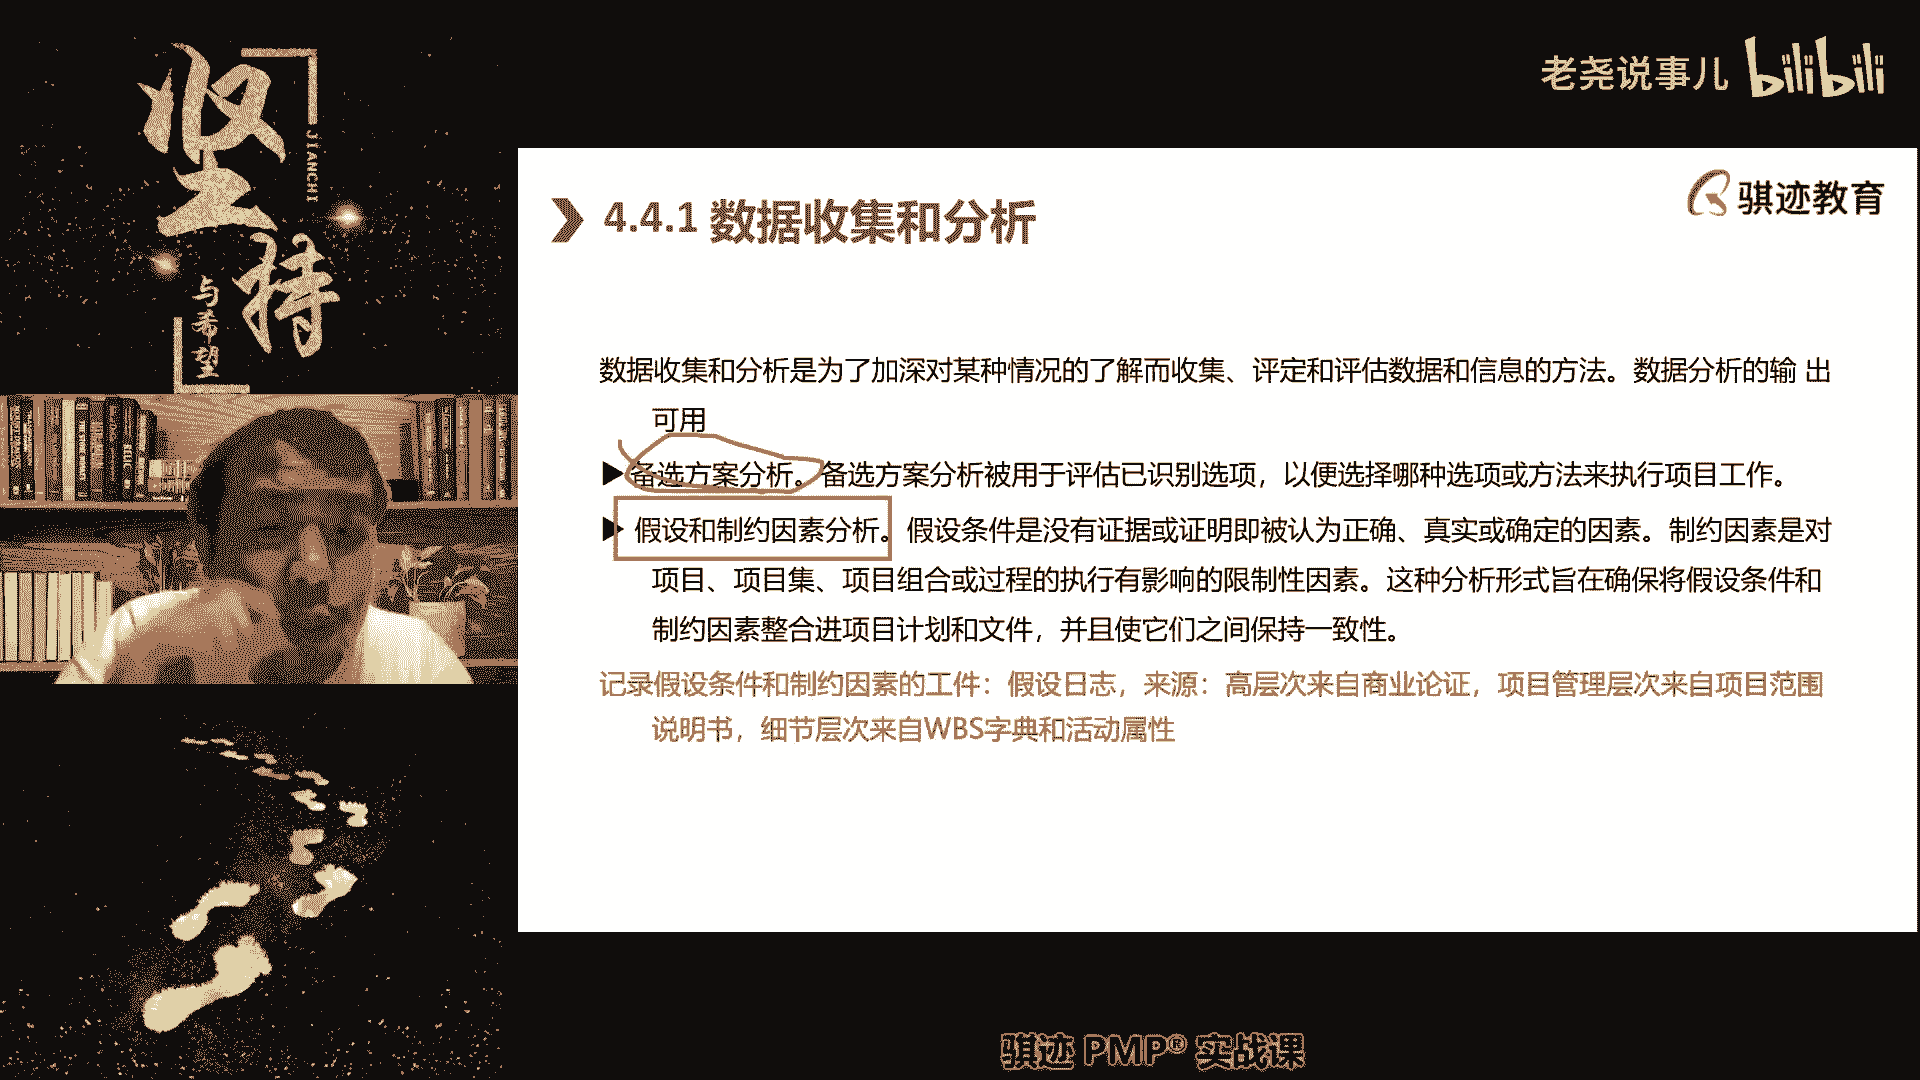 坚
JIANCHI
持
与希望
老尧说事儿 bilibili
骐迹教育
4.4.1 数据收集和分析
数据收集和分析是为了加深对某种情况的了解而收集、评定和评估数据和信息的方法。数据分析的输 出
可用
▶备选方案分析。备选方案分析被用于评估已识别选项，以便选择哪种选项或方法来执行项目工作。
▶ 假设和制约因素分析。假设条件是没有证据或证明即被认为正确、真实或确定的因素。制约因素是对
项目、项目集、项目组合或过程的执行有影响的限制性因素。这种分析形式旨在确保将假设条件和
制约因素整合进项目计划和文件，并且使它们之间保持一致性。
记录假设条件和制约因素的工件：假设日志，来源：高层次来自商业论证，项目管理层次来自项目范围
说明书，细节层次来自WBS字典和活动属性
骐迹 PMP® 实战课